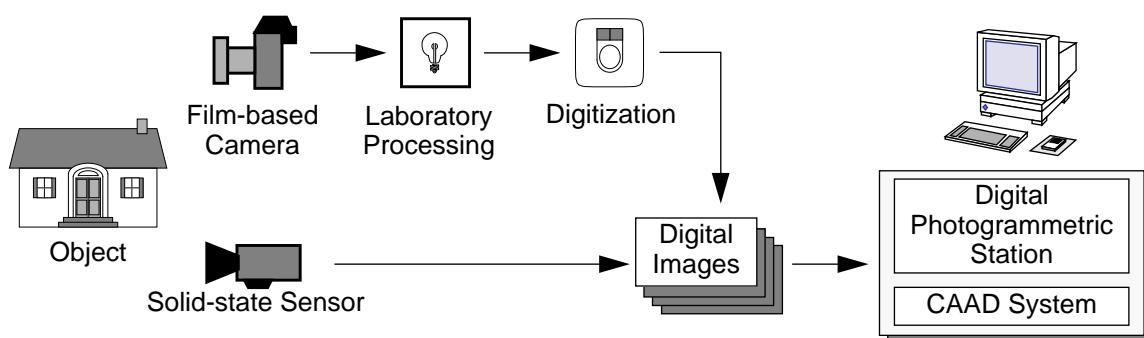 Film-based
Camera
Laboratory
Processing
Digitization
Object
Solid-state Sensor
Digital
Images
Digital
Photogrammetric
Station
CAAD System